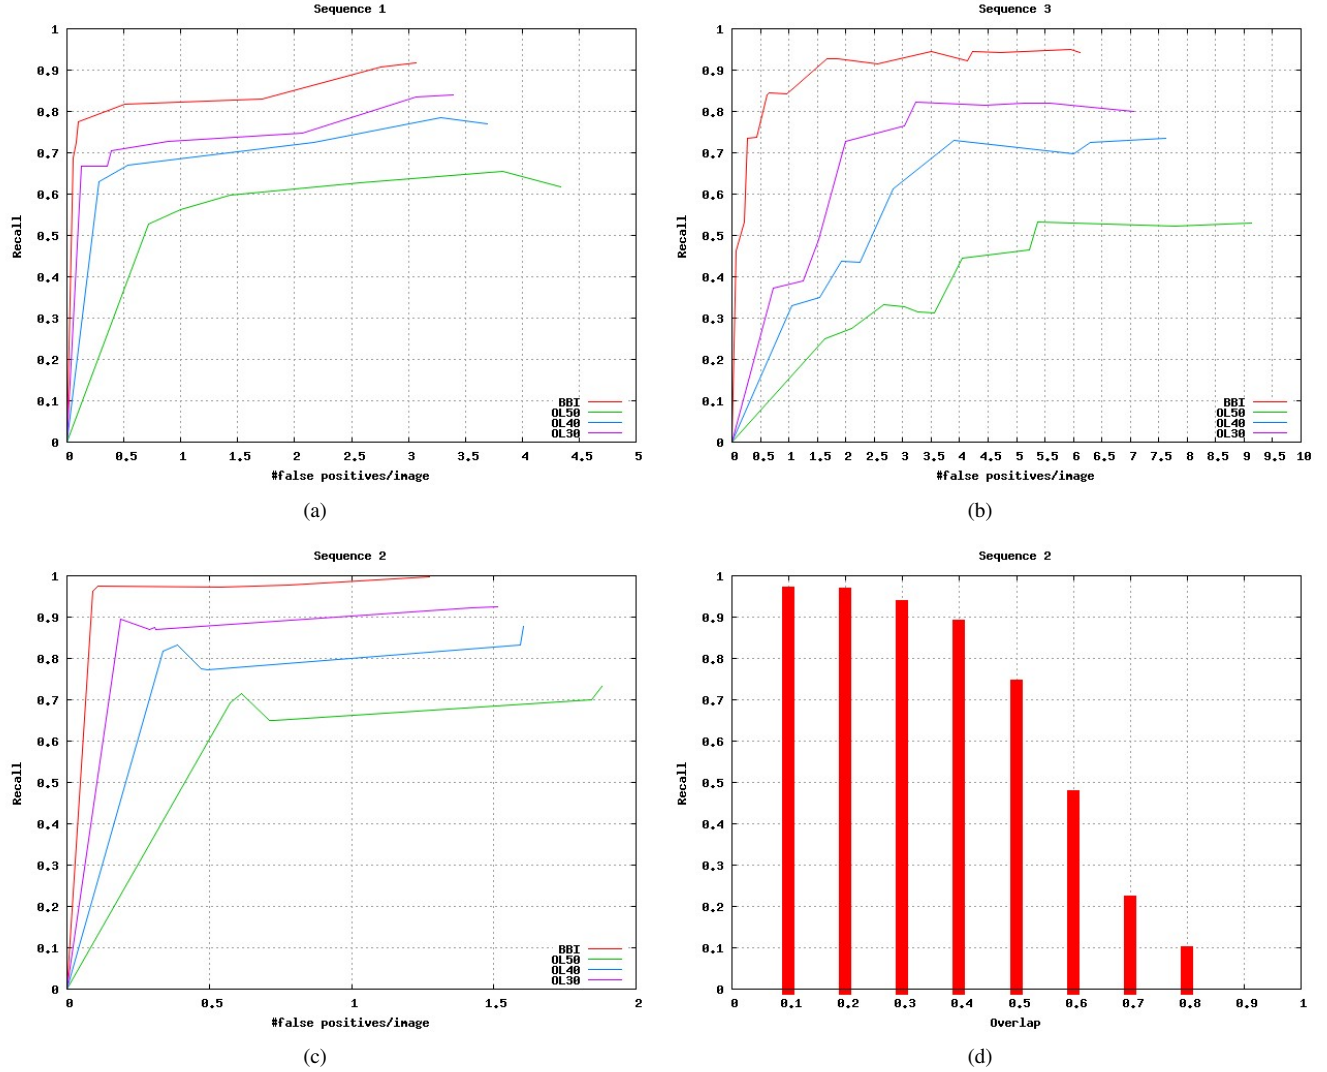 Sequence 1
1
0.9
0.8
0.7
0.6
0.5
0.4
0.3
0.2
0.1
0
Recall
BBI
OL50
OL40
OL30
0 0.5 1 1.5 2 2.5 3 3.5 4 4.5 5
#false positives/image
(a)
Sequence 3
1
0.9
0.8
0.7
0.6
0.5
0.4
0.3
0.2
0.1
0
Recall
BBI
OL50
OL40
OL30
0 0.5 1 1.5 2 2.5 3 3.5 4 4.5 5 5.5 6 6.5 7 7.5 8 8.5 9 9.5 10
#false positives/image
(b)
Sequence 2
1
0.9
0.8
0.7
0.6
0.5
0.4
0.3
0.2
0.1
0
Recall
BBI
OL50
OL40
OL30
0 0.5 1 1.5 2
#false positives/image
(c)
Sequence 2
1
0.9
0.8
0.7
0.6
0.5
0.4
0.3
0.2
0.1
0
Recall
0 0.1 0.2 0.3 0.4 0.5 0.6 0.7 0.8 0.9 1
Overlap
(d)